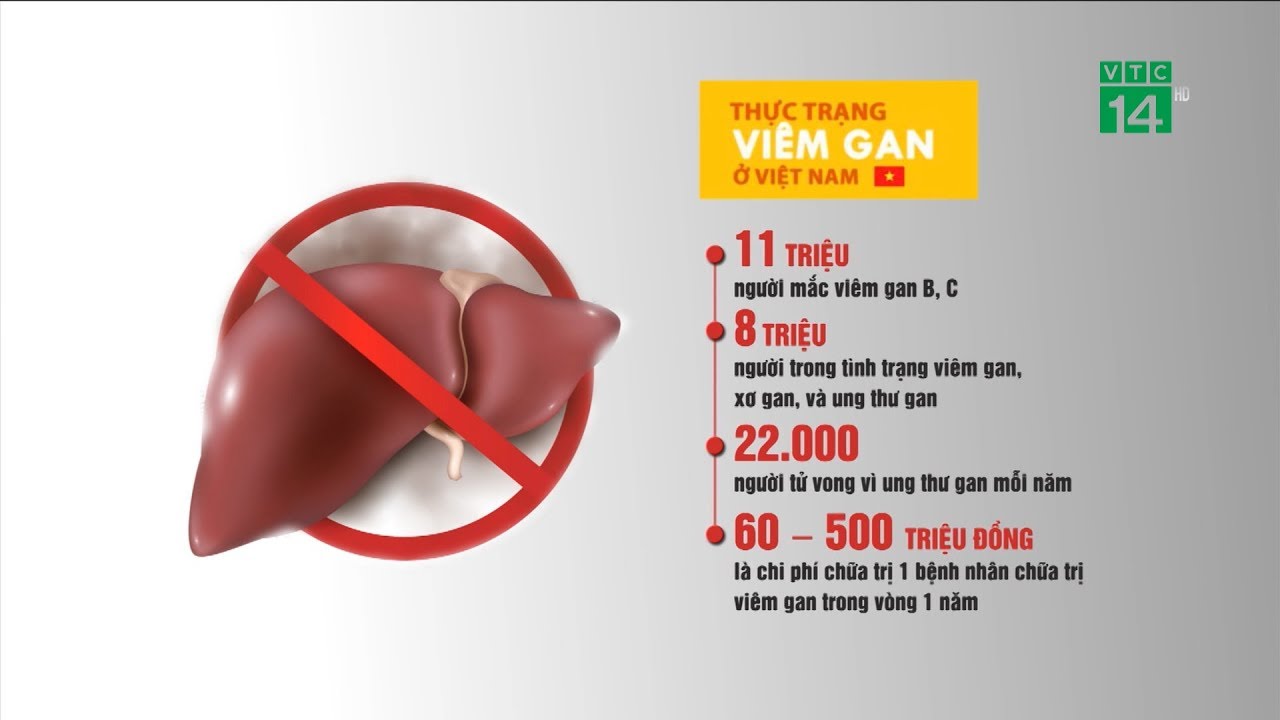 VTC
14 HD
THỰC TRẠNG
VIÊM GAN
Ở VIỆT NAM
11 TRIỆU
người mắc viêm gan B, C
8 TRIỆU
người trong tình trạng viêm gan,
xơ gan, và ung thư gan
22.000
người tử vong vì ung thư gan mỗi năm
60 – 500 TRIỆU ĐỒNG
là chi phí chữa trị 1 bệnh nhân chữa trị
viêm gan trong vòng 1 năm